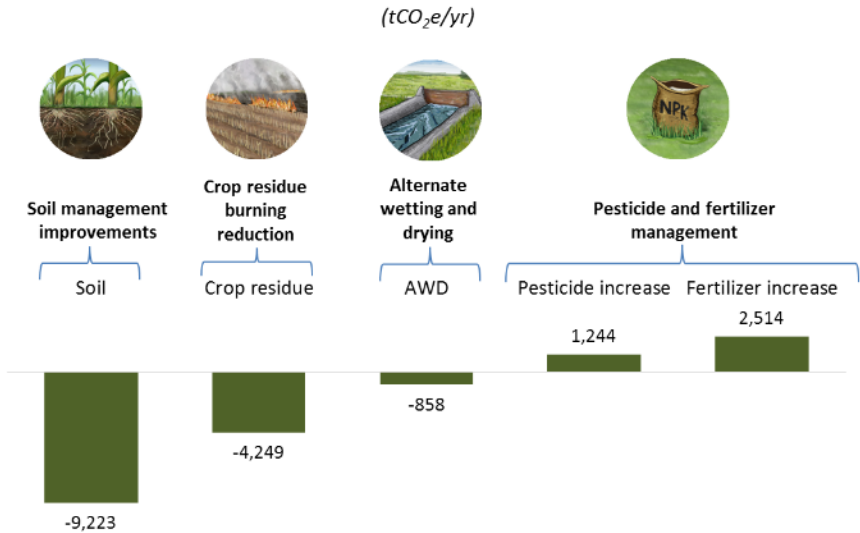 (tCO₂e/yr)
NPK
Soil management
improvements
Crop residue
burning
reduction
Alternate
wetting and
drying
Pesticide and fertilizer
management
Soil
Crop residue
AWD
Pesticide increase
Fertilizer increase
-9,223
-4,249
-858
1,244
2,514